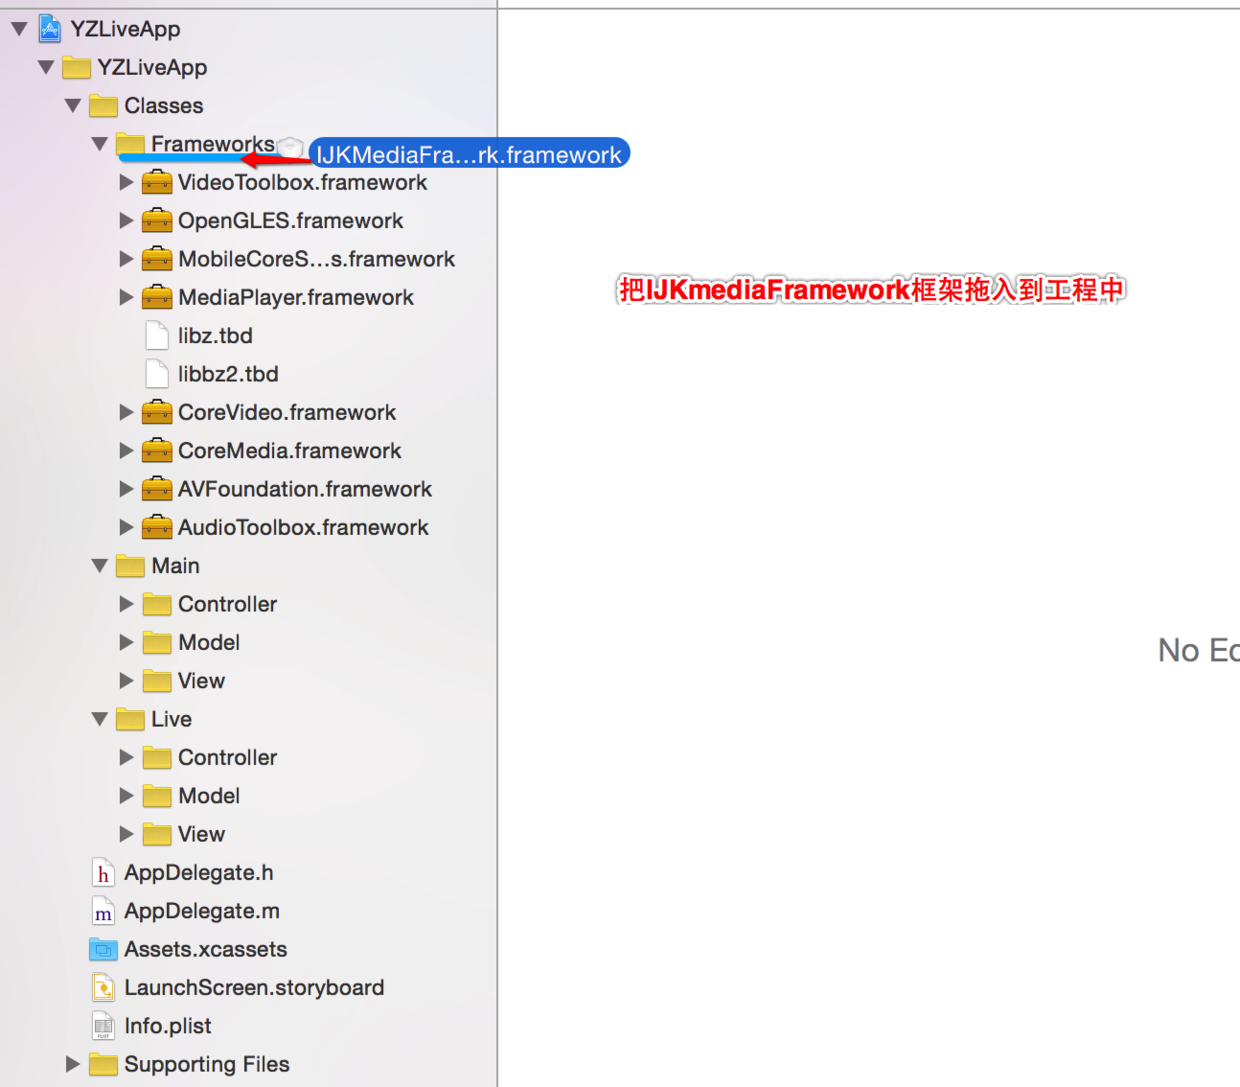 YZLiveApp
YZLiveApp
Classes
Frameworks
IJKMediaFra...rk.framework
VideoToolbox.framework
OpenGLES.framework
MobileCoreS...s.framework
MediaPlayer.framework
把IJKmediaFramework框架拖入到工程中
libz.tbd
libbz2.tbd
CoreVideo.framework
CoreMedia.framework
AVFoundation.framework
AudioToolbox.framework
Main
Controller
Model
No Ec
View
Live
Controller
Model
View
h AppDelegate.h
m AppDelegate.m
Assets.xcassets
LaunchScreen.storyboard
Info.plist
Supporting Files